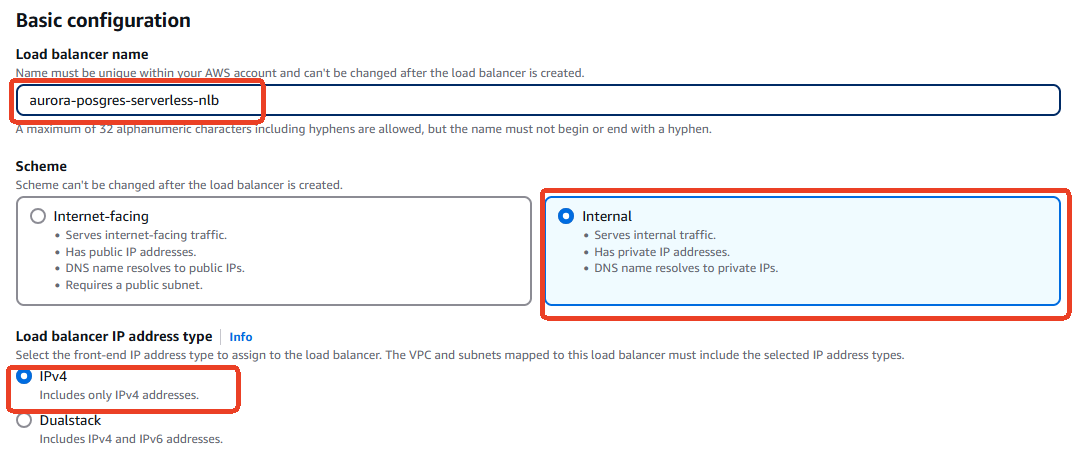 Basic configuration
Load balancer name
Name must be unique within your AWS account and can't be changed after the load balancer is created.
aurora-posgres-serverless-nlb
A maximum of 32 alphanumeric characters including hyphens are allowed, but the name must not begin or end with a hyphen.
Scheme
Scheme can't be changed after the load balancer is created.
Internet-facing
• Serves internet-facing traffic.
• Has public IP addresses.
• DNS name resolves to public IPs.
• Requires a public subnet.
Internal
• Serves internal traffic.
• Has private IP addresses.
• DNS name resolves to private IPs.
Load balancer IP address type | Info
Select the front-end IP address type to assign to the load balancer. The VPC and subnets mapped to this load balancer must include the selected IP address types.
IPv4
Includes only IPv4 addresses.
Dualstack
Includes IPv4 and IPv6 addresses.